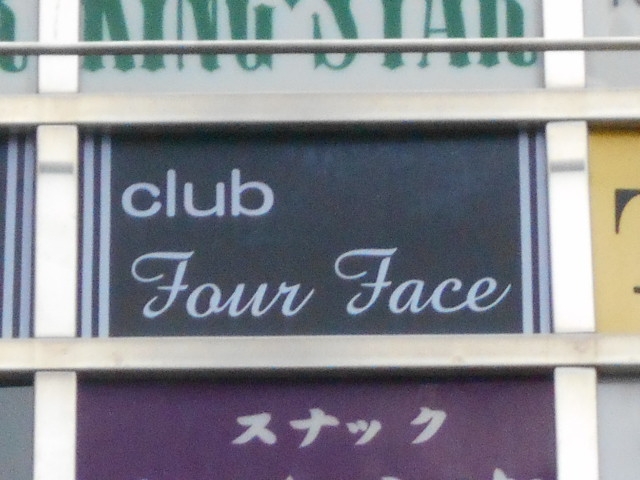 KING STAR
club
Four Face
スナック